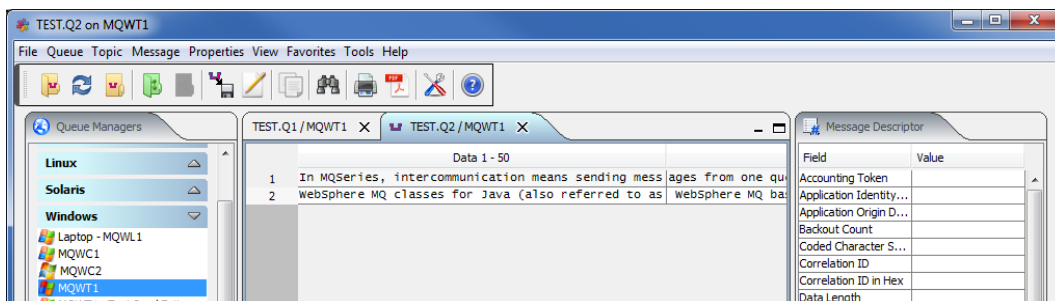 TEST.Q2 on MQWT1
File Queue Topic Message Properties View Favorites Tools Help
PDF
Queue Managers
Linux
Solaris
Windows
Laptop - MQWL1
MQWC1
MQWC2
MQWT1
TEST.Q1 / MQWT1 X TEST.Q2 / MQWT1 X
Data 1 - 50
1 In MQSeries, intercommunication means sending mess ages from one que
2 WebSphere MQ classes for Java (also referred to as WebSphere MQ bas
Message Descriptor
Field Value
Accounting Token
Application Identity...
Application Origin D...
Backout Count
Coded Character S...
Correlation ID
Correlation ID in Hex
Data Length